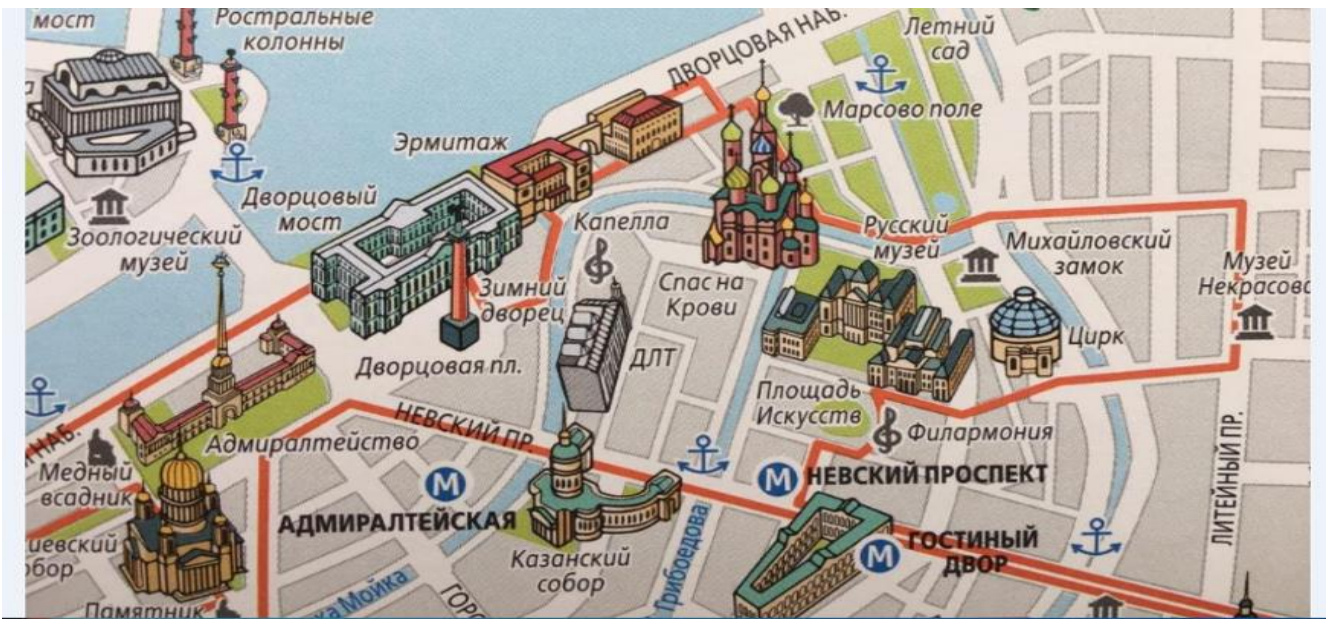 мост
Ростральные
колонны
ДВОРЦОВАЯ НАБ.
Летний
сад
Марсово поле
Эрмитаж
Дворцовый
мост
Зоологический
музей
Капелла
Зимний
дворец
Спас на
Крови
Русский
музей
Михайловский
замок
Музей
Некрасова
Цирк
ДЛТ
Дворцовая пл.
Площадь
Искусств
Филармония
НЕВСКИЙ ПР.
Адмиралтейство
Медный
всадник
НАБ.
М
АДМИРАЛТЕЙСКАЯ
М
НЕВСКИЙ ПРОСПЕКТ
М
ГОСТИНЫЙ
ДВОР
ЛИТЕЙНЫЙ ПР.
Казанский
собор
Грибоедова
Мойка
Памятник